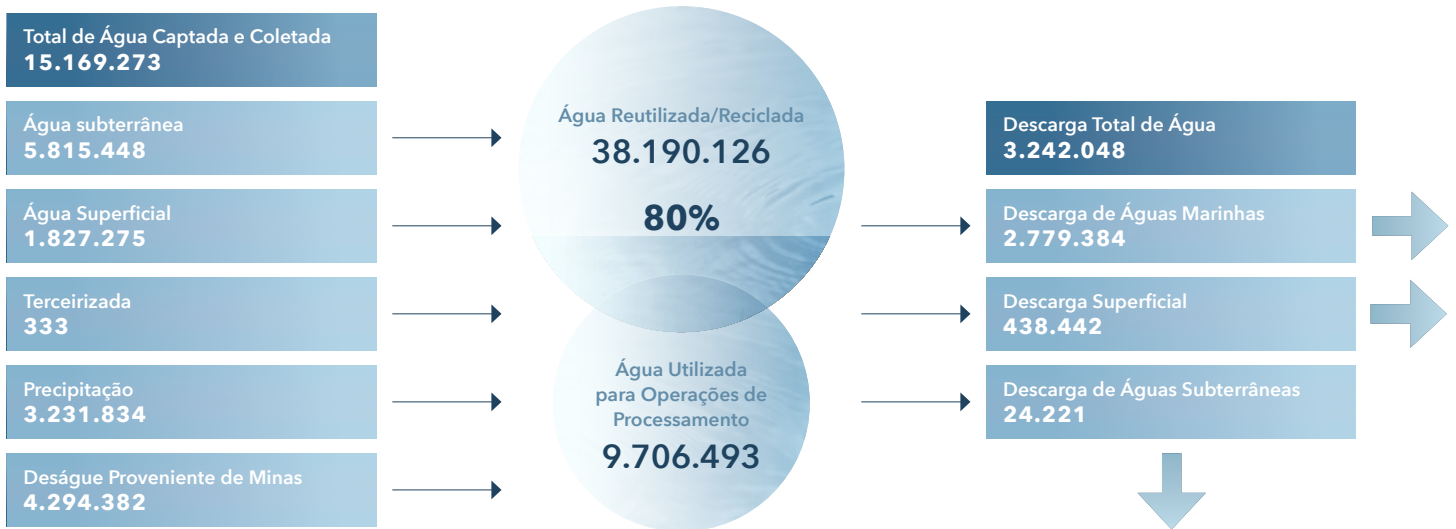 Total de Água Captada e Coletada
15.169.273
Água subterrânea
5.815.448
Água Superficial
1.827.275
Terceirizada
333
Precipitação
3.231.834
Deságue Proveniente de Minas
4.294.382
Água Reutilizada/Reciclada
38.190.126
80%
Água Utilizada
para Operações de
Processamento
9.706.493
Descarga Total de Água
3.242.048
Descarga de Águas Marinhas
2.779.384
Descarga Superficial
438.442
Descarga de Águas Subterrâneas
24.221